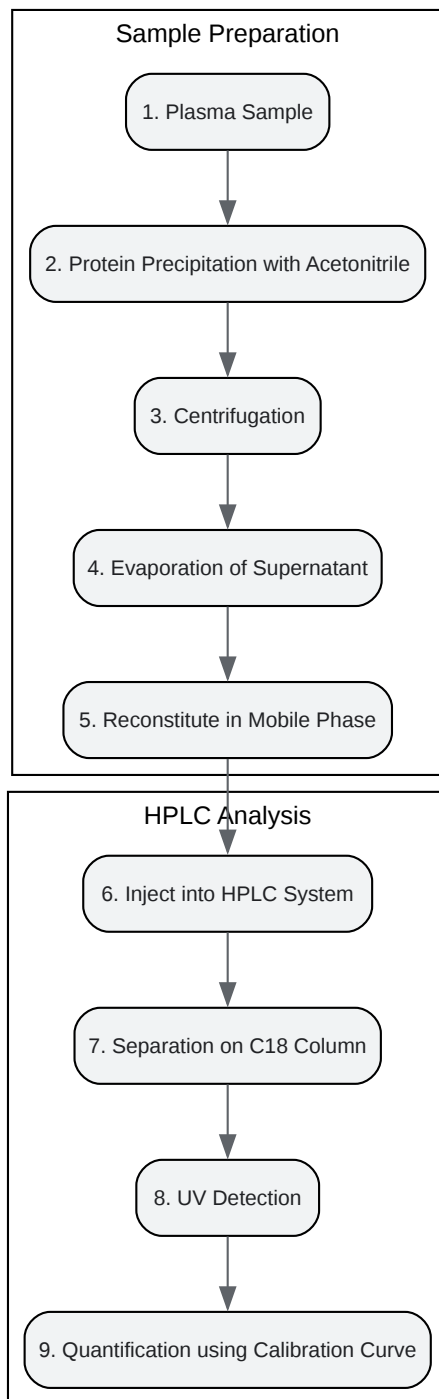 Sample Preparation
1. Plasma Sample
2. Protein Precipitation with Acetonitrile
3. Centrifugation
4. Evaporation of Supernatant
5. Reconstitute in Mobile Phase
HPLC Analysis
6. Inject into HPLC System
7. Separation on C18 Column
8. UV Detection
9. Quantification using Calibration Curve